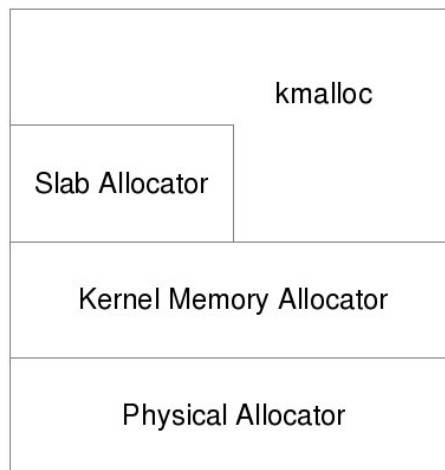 kmalloc
Slab Allocator
Kernel Memory Allocator
Physical Allocator